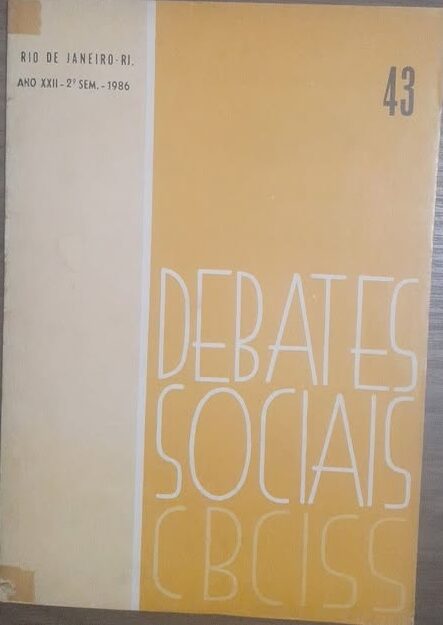 RIO DE JANEIRO-RJ.
ANO XXII-2º SEM.-1986
43
DEBATES
SOCIAIS
CBCISS